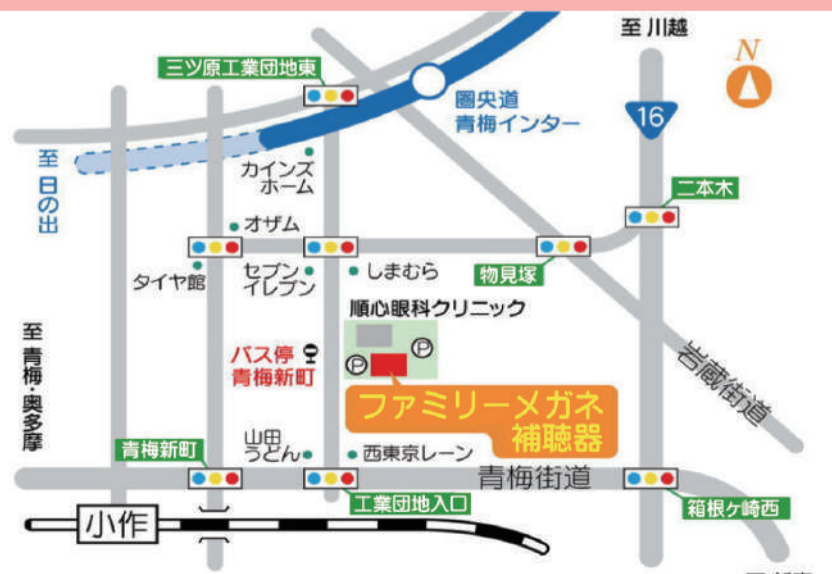 至 川越
N
三ツ原工業団地東
圏央道
青梅インター
16
至 日の出
カインズ
ホーム
二本木
オザム
タイヤ館
セブン
イレブン
しまむら
物見塚
順心眼科クリニック
至 青梅・奥多摩
バス停
青梅新町
P
P
岩蔵街道
ファミリーメガネ
補聴器
山田
うどん
西東京レーン
青梅新町
青梅街道
工業団地入口
箱根ケ崎西
小作